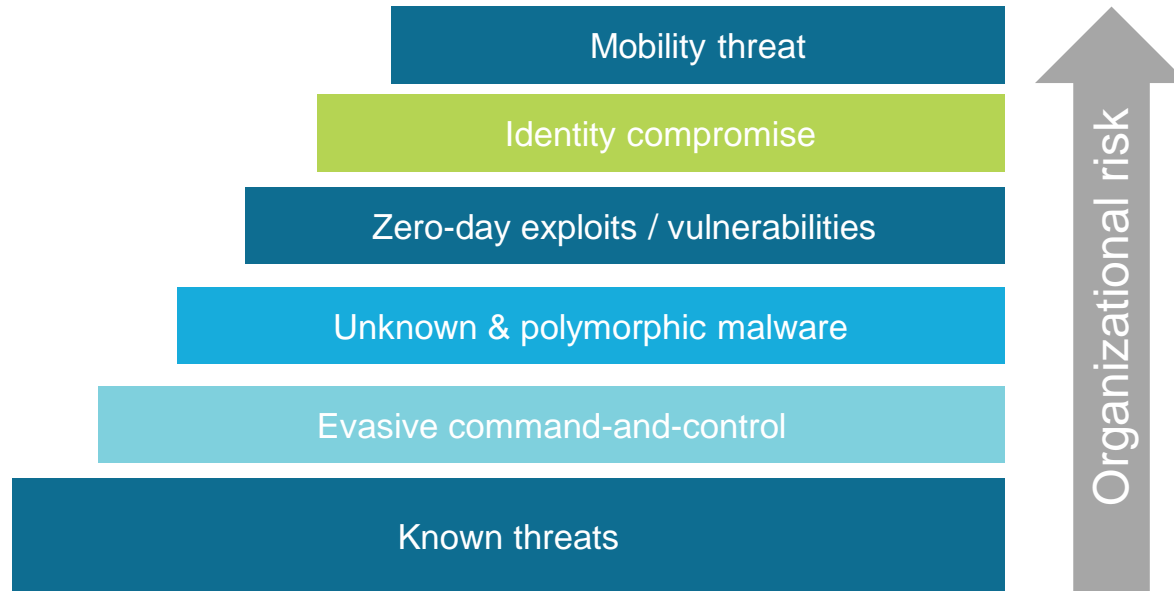 Mobility threat
Identity compromise
Zero-day exploits / vulnerabilities
Unknown & polymorphic malware
Evasive command-and-control
Known threats
Organizational risk